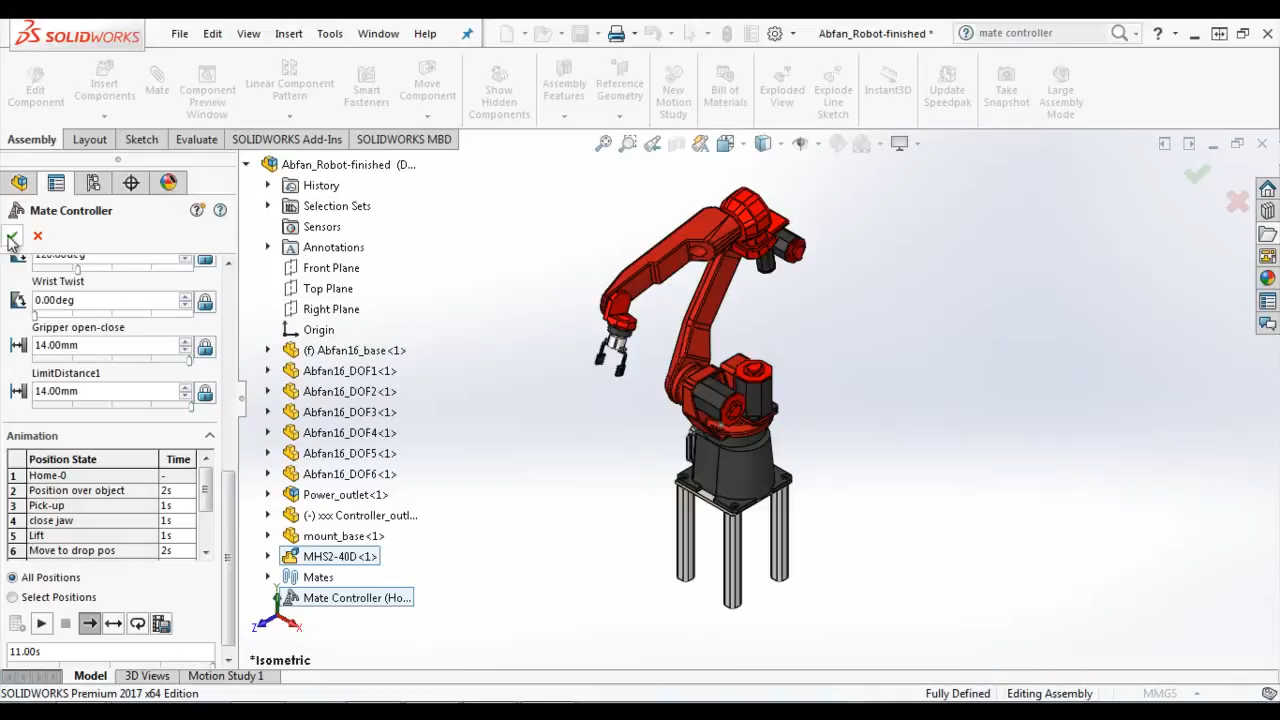 SOLIDWORKS
File Edit View Insert Tools Window Help
Abfan_Robot-finished *
mate controller
?
Edit Component
Insert Components
Mate
Component Preview Window
Linear Component Pattern
Smart Fasteners
Move Component
Show Hidden Components
Assembly Features
Reference Geometry
New Motion Study
Bill of Materials
Exploded View
Explode Line Sketch
Instant3D
Update Speedpak
Take Snapshot
Large Assembly Mode
Assembly Layout Sketch Evaluate SOLIDWORKS Add-Ins SOLIDWORKS MBD
Mate Controller
120.00deg
Wrist Twist
0.00deg
Gripper open-close
14.00mm
LimitDistance1
14.00mm
Animation
Position State Time
1 Home-0 -
2 Position over object 2s
3 Pick-up 1s
4 close jaw 1s
5 Lift 1s
6 Move to drop pos 2s
All Positions
Select Positions
11.00s
Abfan_Robot-finished (D...
History
Selection Sets
Sensors
Annotations
Front Plane
Top Plane
Right Plane
Origin
(f) Abfan16_base<1>
Abfan16_DOF1<1>
Abfan16_DOF2<1>
Abfan16_DOF3<1>
Abfan16_DOF4<1>
Abfan16_DOF5<1>
Abfan16_DOF6<1>
Power_outlet<1>
(-) xxx Controller_outl...
mount_base<1>
MHS2-40D<1>
Mates
Mate Controller (Ho...
Y
Z
X
*Isometric
Model 3D Views Motion Study 1
SOLIDWORKS Premium 2017 x64 Edition
Fully Defined Editing Assembly MMGS